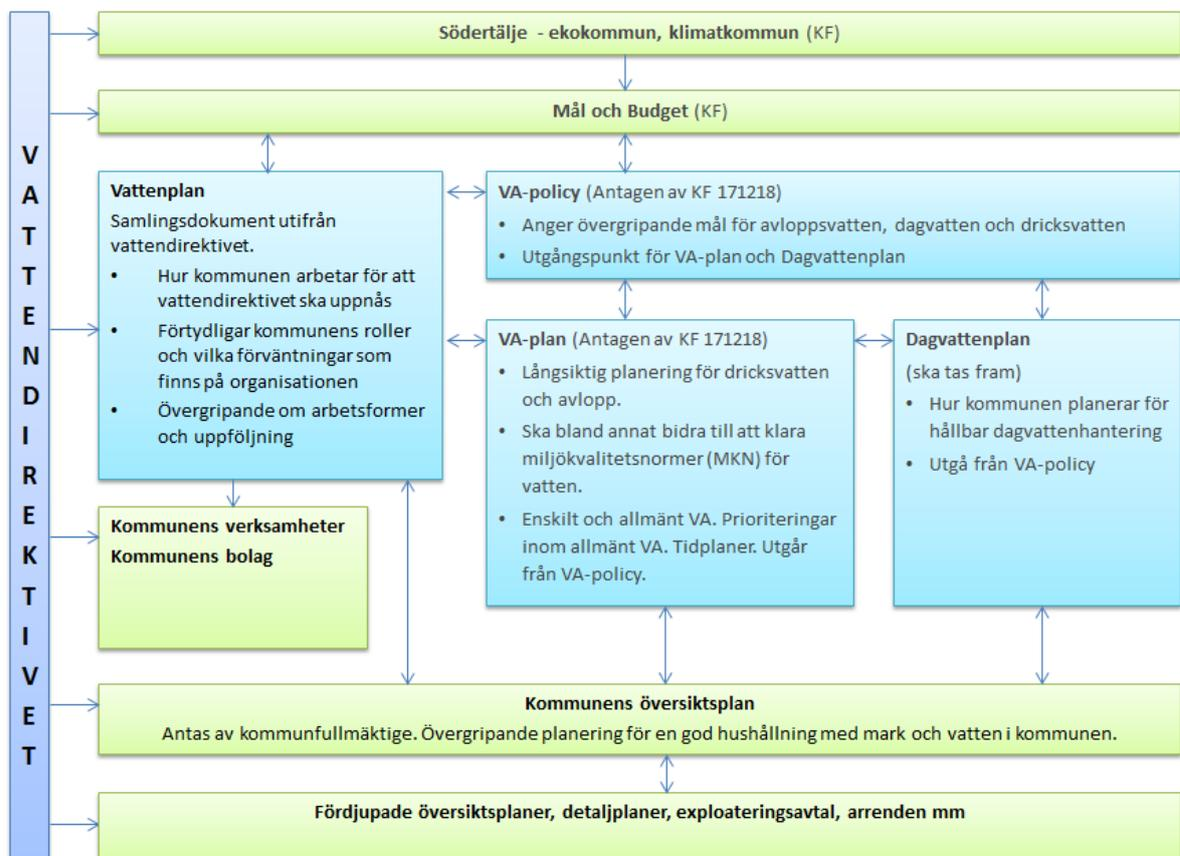 VATTENDIREKTIVET
Södertälje - ekokommun, klimatkommun (KF)
Mål och Budget (KF)
Vattenplan
Samlingsdokument utifrån
vattendirektivet.
• Hur kommunen arbetar för att
vattendirektivet ska uppnås
• Förtydligar kommunens roller
och vilka förväntningar som
finns på organisationen
• Övergripande om arbetsformer
och uppföljning
VA-policy (Antagen av KF 171218)
• Anger övergripande mål för avloppsvatten, dagvatten och dricksvatten
• Utgångspunkt för VA-plan och Dagvattenplan
VA-plan (Antagen av KF 171218)
• Långsiktig planering för dricksvatten
och avlopp.
• Ska bland annat bidra till att klara
miljökvalitetsnormer (MKN) för
vatten.
• Enskilt och allmänt VA. Prioriteringar
inom allmänt VA. Tidplaner. Utgår
från VA-policy.
Dagvattenplan
(ska tas fram)
• Hur kommunen planerar för
hållbar dagvattenhantering
• Utgå från VA-policy
Kommunens verksamheter
Kommunens bolag
Kommunens översiktsplan
Antas av kommunfullmäktige. Övergripande planering för en god hushållning med mark och vatten i kommunen.
Fördjupade översiktsplaner, detaljplaner, exploateringsavtal, arrenden mm